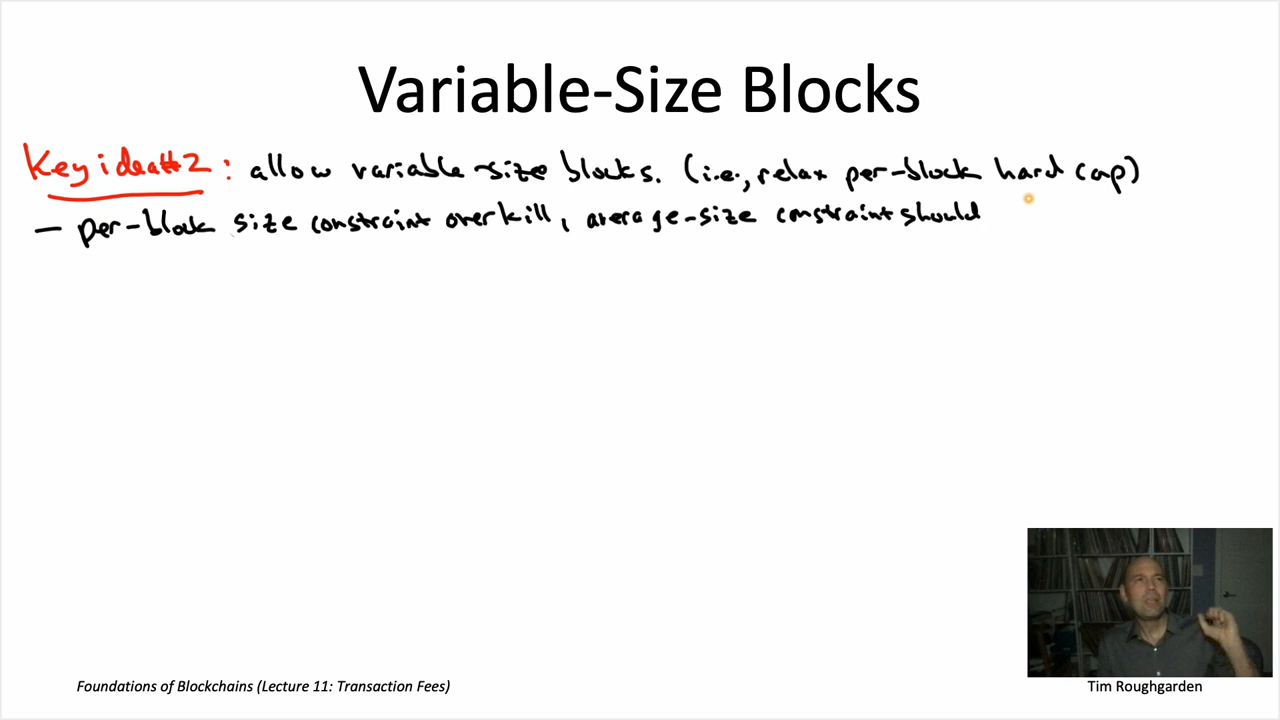 Variable-Size Blocks
Key idea #2: allow variable-size blocks. (i.e., relax per-block hard cap)
- per-block size constraint overkill, average-size constraint should
Foundations of Blockchains (Lecture 11: Transaction Fees)
Tim Roughgarden